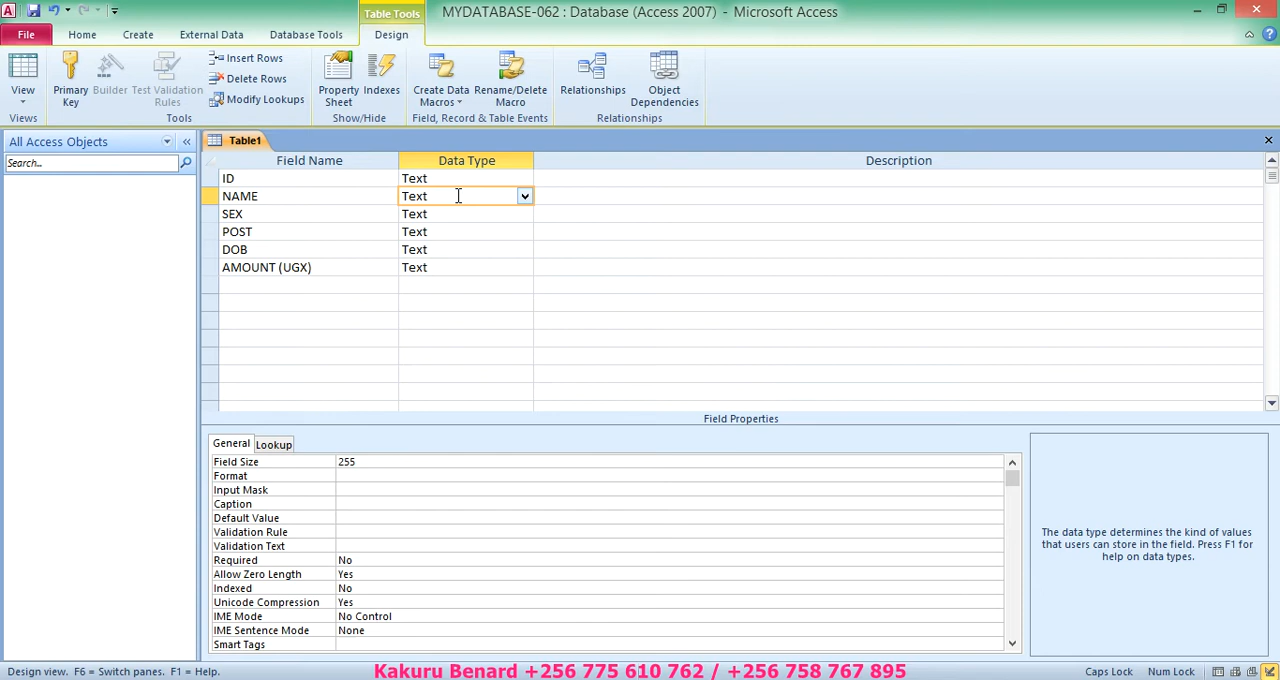 Table Tools
MYDATABASE-062 : Database (Access 2007) - Microsoft Access
File Home Create External Data Database Tools Design
View
Primary Key
Builder
Test Validation Rules
Insert Rows
Delete Rows
Modify Lookups
Property Sheet
Indexes
Create Data Macros
Rename/Delete Macro
Relationships
Object Dependencies
Views Tools Show/Hide Field, Record & Table Events Relationships
All Access Objects
Search...
Table1
Field Name Data Type Description
ID Text
NAME Text
SEX Text
POST Text
DOB Text
AMOUNT (UGX) Text
Field Properties
General Lookup
Field Size 255
Format
Input Mask
Caption
Default Value
Validation Rule
Validation Text
Required No
Allow Zero Length Yes
Indexed No
Unicode Compression Yes
IME Mode No Control
IME Sentence Mode None
Smart Tags
The data type determines the kind of values
that users can store in the field. Press F1 for
help on data types.
Design view. F6 = Switch panes. F1 = Help.
Kakuru Benard +256 775 610 762 / +256 758 767 895
Caps Lock Num Lock